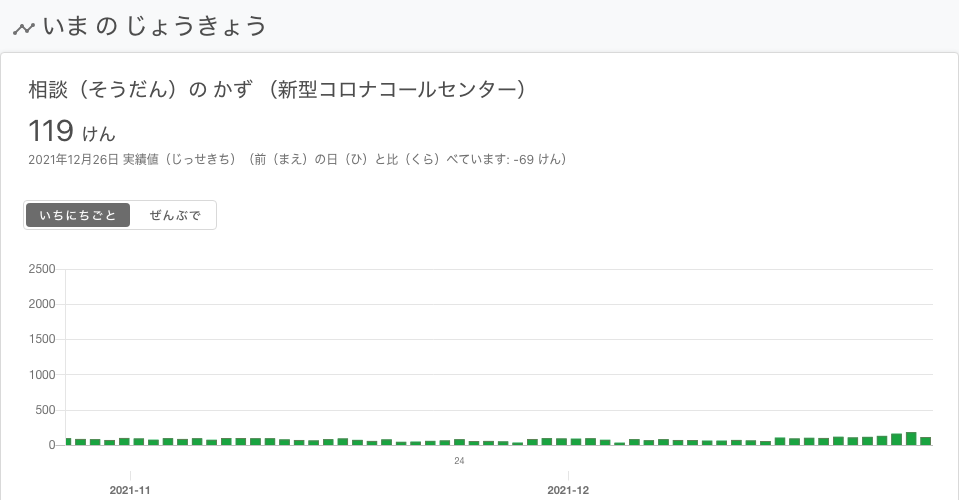 いま の じょうきょう
相談（そうだん）の かず （新型コロナコールセンター）
119 けん
2021年12月26日 実績値（じっせきち）（前（まえ）の日（ひ）と比（くら）べています: -69 けん）
いちにちごと ぜんぶで
2500
2000
1500
1000
500
0
24
2021-11 2021-12